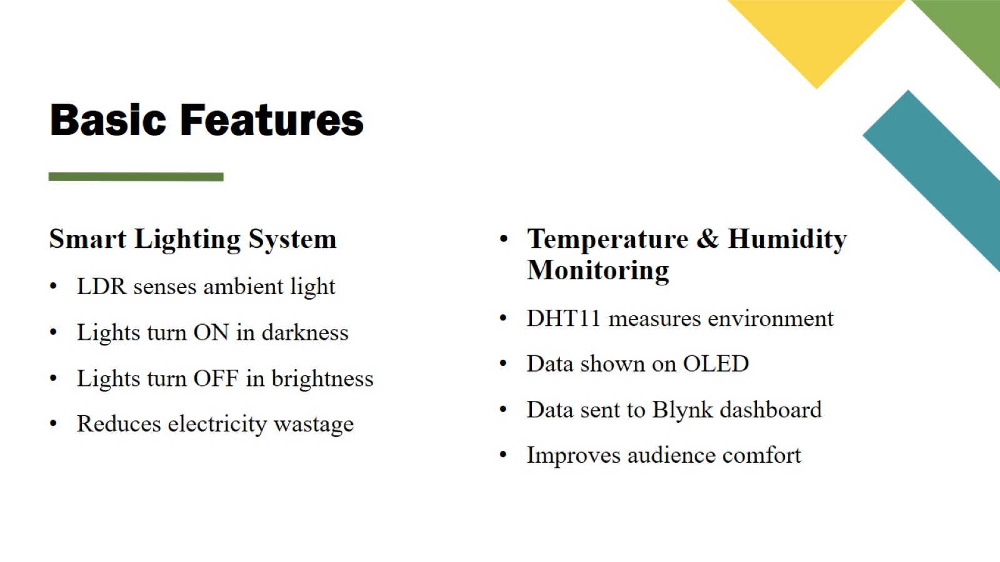 Basic Features
Smart Lighting System
• LDR senses ambient light
• Lights turn ON in darkness
• Lights turn OFF in brightness
• Reduces electricity wastage
• Temperature & Humidity
Monitoring
• DHT11 measures environment
• Data shown on OLED
• Data sent to Blynk dashboard
• Improves audience comfort